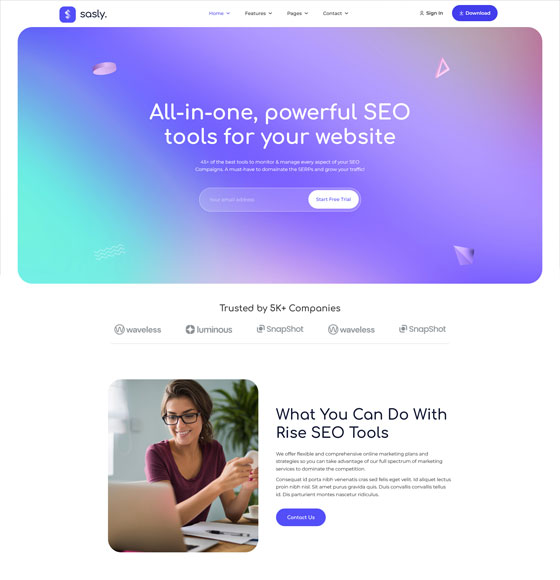 sasly.
Home
Features
Pages
Contact
Sign In
Download
All-in-one, powerful SEO
tools for your website
45+ of the best tools to monitor & manage every aspect of your SEO
Campaigns. A must-have to domainate the SERPs and grow your traffic!
Your email address
Start Free Trial
Trusted by 5K+ Companies
waveless
luminous
SnapShot
waveless
SnapShot
What You Can Do With
Rise SEO Tools
We offer flexible and comprehensive online marketing plans and
strategies so you can take advantage of our full spectrum of marketing
services to dominate the competition.
Consequat id porta nibh venenatis cras sed felis eget velit. Id aliquet lectus
proin nibh nisl. Sit amet purus gravida quis. Duis convallis convallis tellus
id. Dis parturient montes nascetur ridiculus.
Contact Us